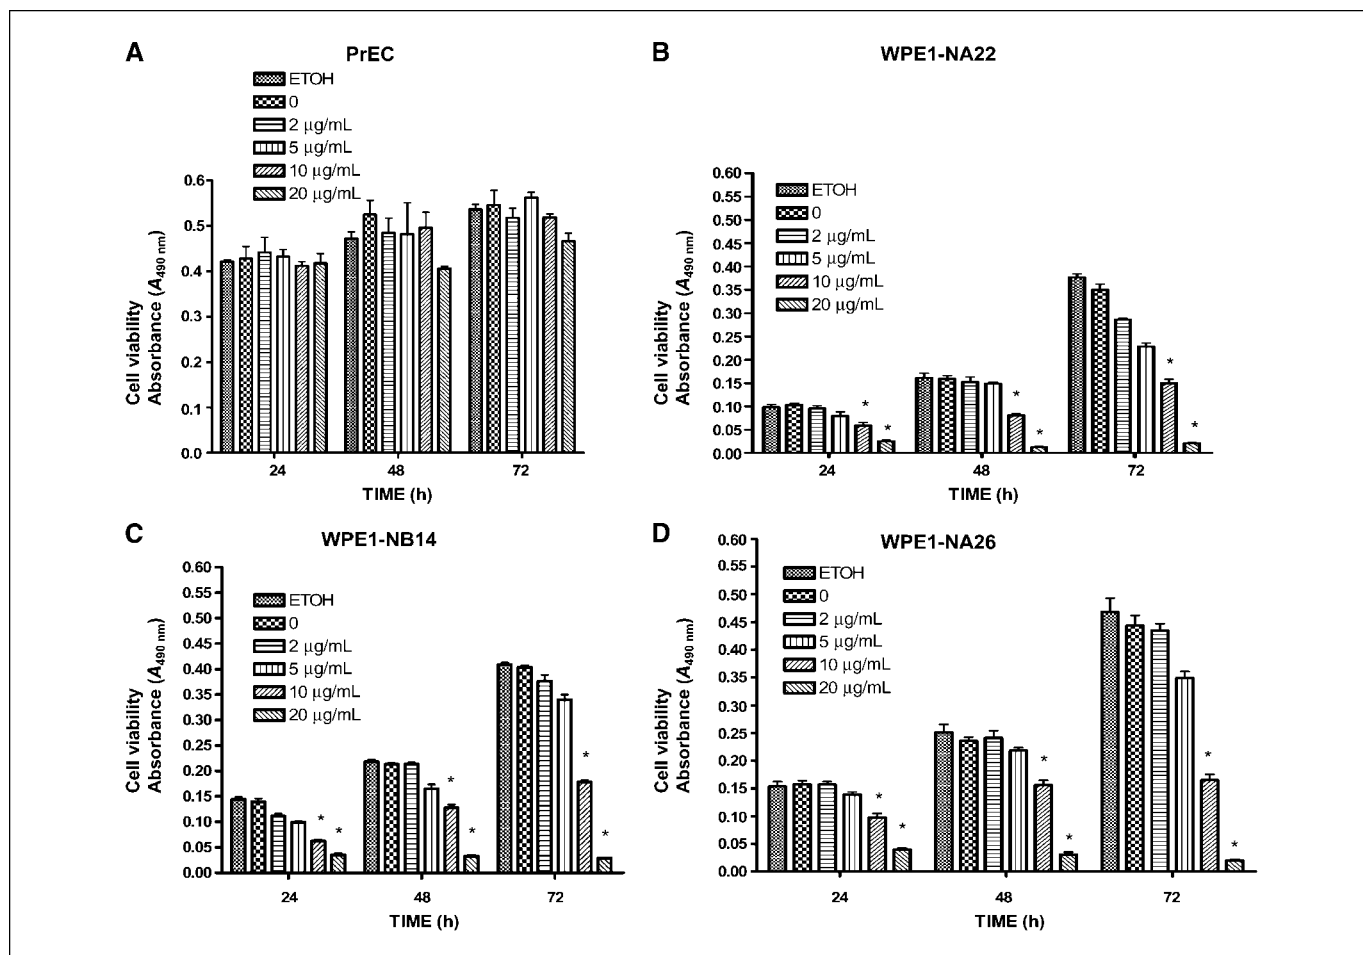 A
PrEC
ETOH
0
2 μg/mL
5 μg/mL
10 μg/mL
20 μg/mL
0.6
0.5
0.4
0.3
0.2
0.1
0.0
Cell viability
Absorbance (A490 nm)
24
48
72
TIME (h)
B
WPE1-NA22
ETOH
0
2 μg/mL
5 μg/mL
10 μg/mL
20 μg/mL
0.60
0.55
0.50
0.45
0.40
0.35
0.30
0.25
0.20
0.15
0.10
0.05
0.00
Cell viability
Absorbance (A490 nm)
* * * * * *
24
48
72
TIME (h)
C
WPE1-NB14
ETOH
0
2 μg/mL
5 μg/mL
10 μg/mL
20 μg/mL
0.60
0.55
0.50
0.45
0.40
0.35
0.30
0.25
0.20
0.15
0.10
0.05
0.00
Cell viability
Absorbance (A490 nm)
* * * * * *
24
48
72
TIME (h)
D
WPE1-NA26
ETOH
0
2 μg/mL
5 μg/mL
10 μg/mL
20 μg/mL
0.60
0.55
0.50
0.45
0.40
0.35
0.30
0.25
0.20
0.15
0.10
0.05
0.00
Cell viability
Absorbance (A490 nm)
* * * * * *
24
48
72
TIME (h)